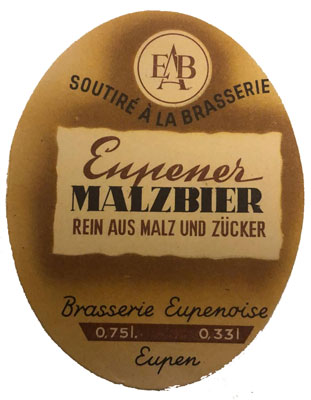 EAB
SOUTIRÉ À LA BRASSERIE
Eupener
MALZBIER
REIN AUS MALZ UND ZÜCKER
Brasserie Eupenoise
0,75l. 0,33l
Eupen